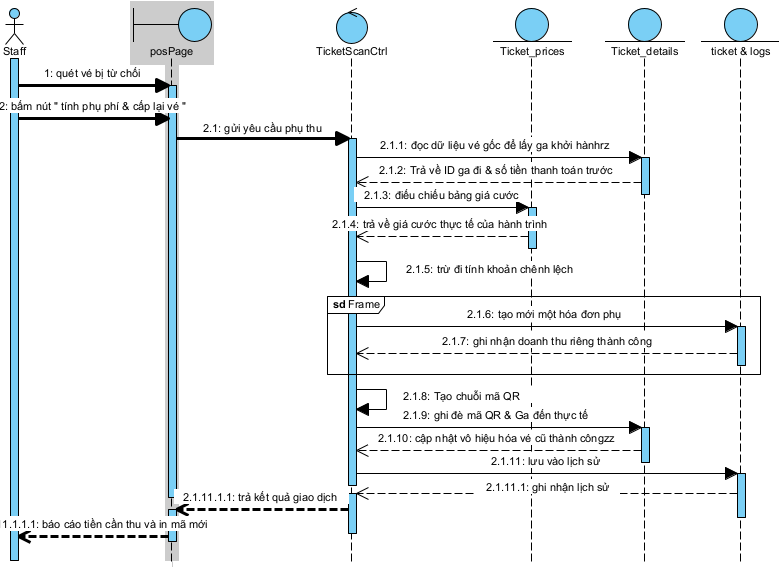 Staff
posPage
TicketScanCtrl
Ticket_prices
Ticket_details
ticket & logs
1: quét vé bị từ chối
2: bấm nút " tính phụ phí & cấp lại vé "
2.1: gửi yêu cầu phụ thu
2.1.1: đọc dữ liệu vé gốc để lấy ga khởi hànhrz
2.1.2: Trả về ID ga đi & số tiền thanh toán trước
2.1.3: điếu chiếu bảng giá cước
2.1.4: trả về giá cước thực tế của hành trình
2.1.5: trừ đi tính khoản chênh lệch
sd Frame
2.1.6: tạo mới một hóa đơn phụ
2.1.7: ghi nhận doanh thu riêng thành công
2.1.8: Tạo chuỗi mã QR
2.1.9: ghi đè mã QR & Ga đến thực tế
2.1.10: cập nhật vô hiệu hóa vé cũ thành côngzz
2.1.11: lưu vào lịch sử
2.1.11.1: ghi nhận lịch sử
2.1.11.1.1: trả kết quả giao dịch
1.1.1.1: báo cáo tiền cần thu và in mã mới